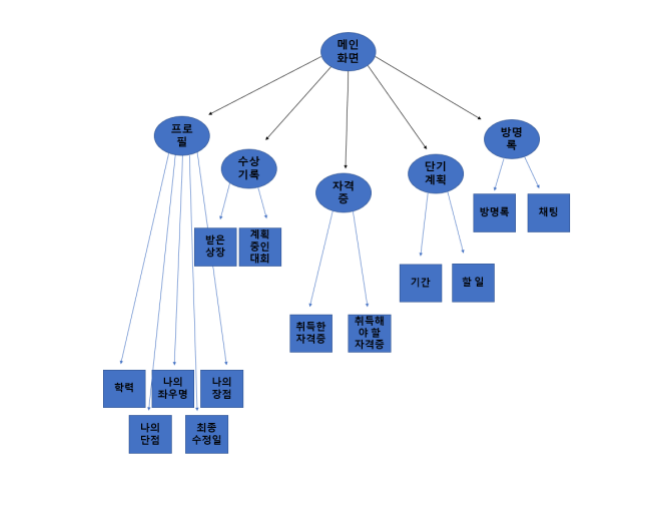 메인
화면
프로
필
수상
기록
자격
증
단기
계획
방명
록
받은
상장
계획
중인
대회
방명록
채팅
기간
할 일
취득한
자격증
취득해
야 할
자격증
학력
나의
좌우명
나의
장점
나의
단점
최종
수정일